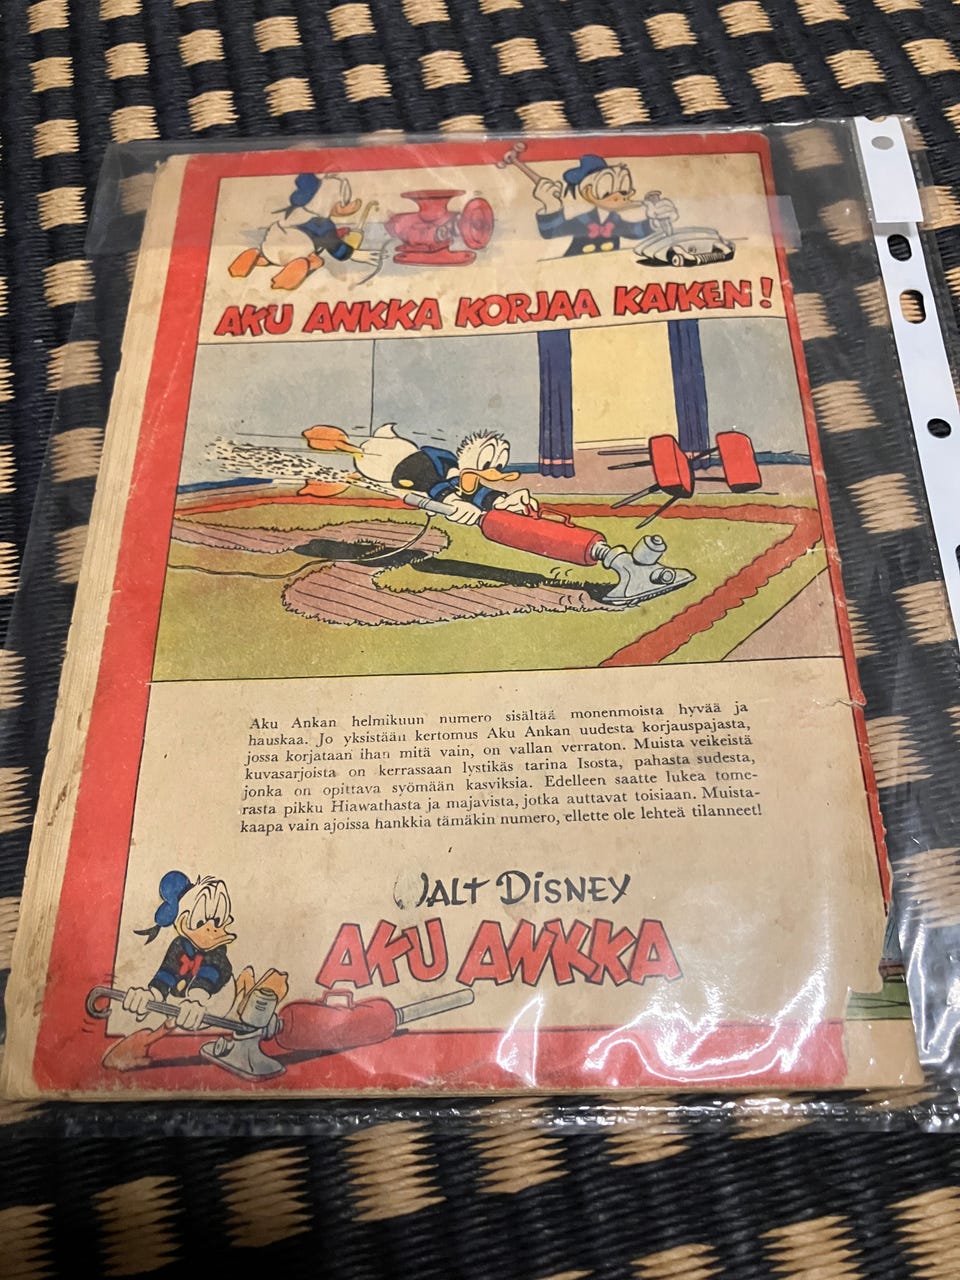 AKU ANKKA KORJAA KAIKEN!
Aku Ankan helmikuun numero sisältää monenmoista hyvää ja
hauskaa. Jo yksistään kertomus Aku Ankan uudesta korjauspajasta,
jossa korjataan ihan mitä vain, on vallan verraton. Muista veikeistä
kuvasarjoista on kerrassaan lystikäs tarina Isosta, pahasta sudesta,
jonka on opittava syömään kasviksia. Edelleen saatte lukea tome-
rasta pikku Hiawathasta ja majavista, jotka auttavat toisiaan. Muista-
kaapa vain ajoissa hankkia tämäkin numero, ellette ole lehteä tilanneet!
WALT DISNEY
AKU ANKKA